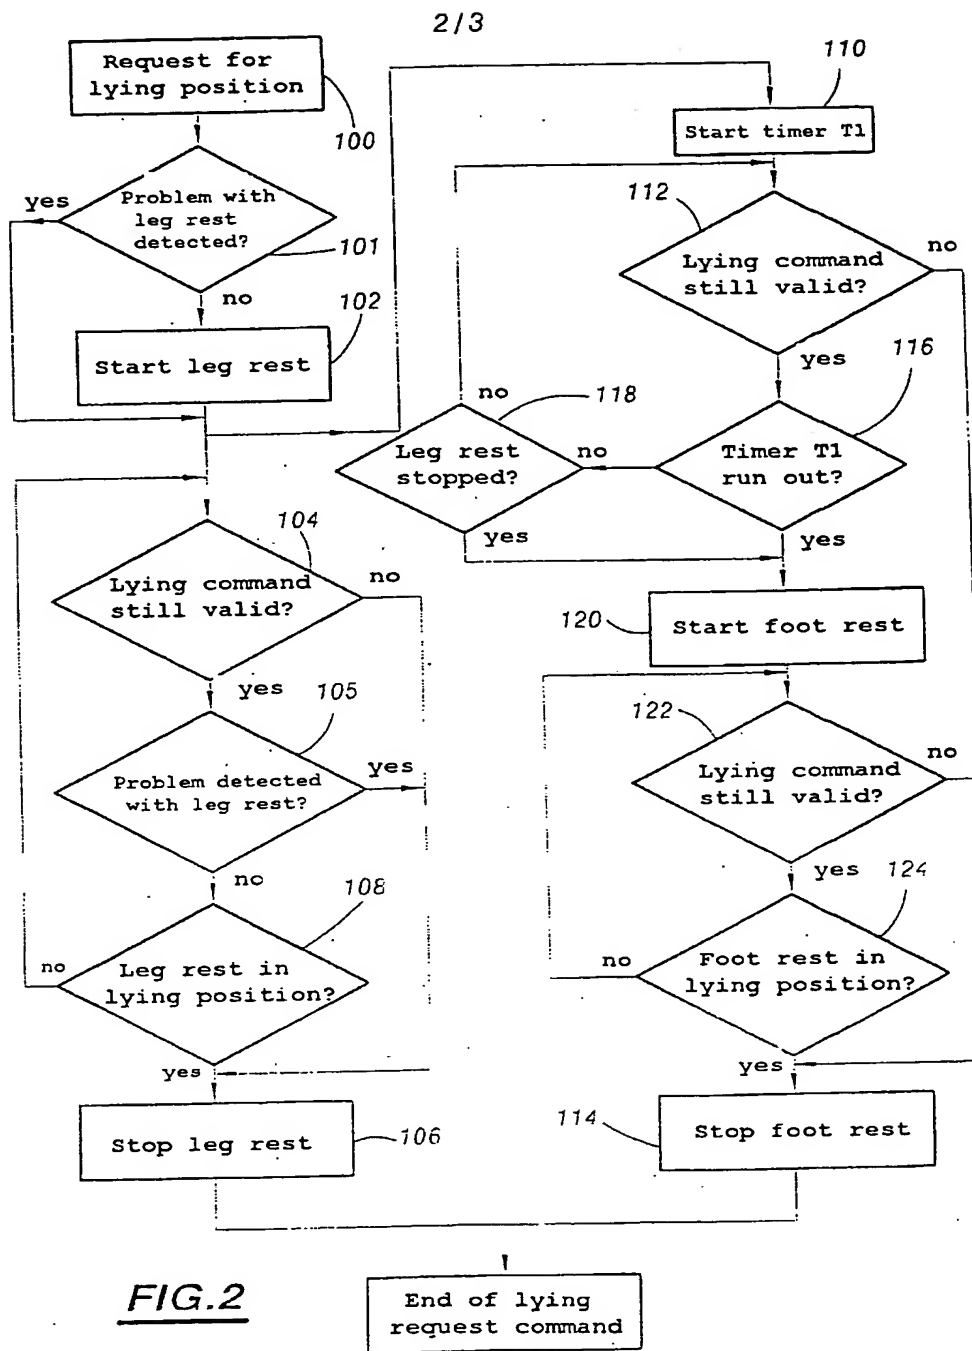 2/3
Request for
lying position
100
Problem with
leg rest
detected?
101
yes
no
Start leg rest
102
Lying command
still valid?
104
no
yes
Problem detected
with leg rest?
105
yes
no
Leg rest in
lying position?
108
no
yes
Stop leg rest
106
110
Start timer T1
112
Lying command
still valid?
no
yes
116
Timer T1
run out?
no
yes
118
Leg rest
stopped?
no
yes
120
Start foot rest
122
Lying command
still valid?
no
yes
124
Foot rest in
lying position?
no
yes
114
Stop foot rest
End of lying
request command
FIG.2